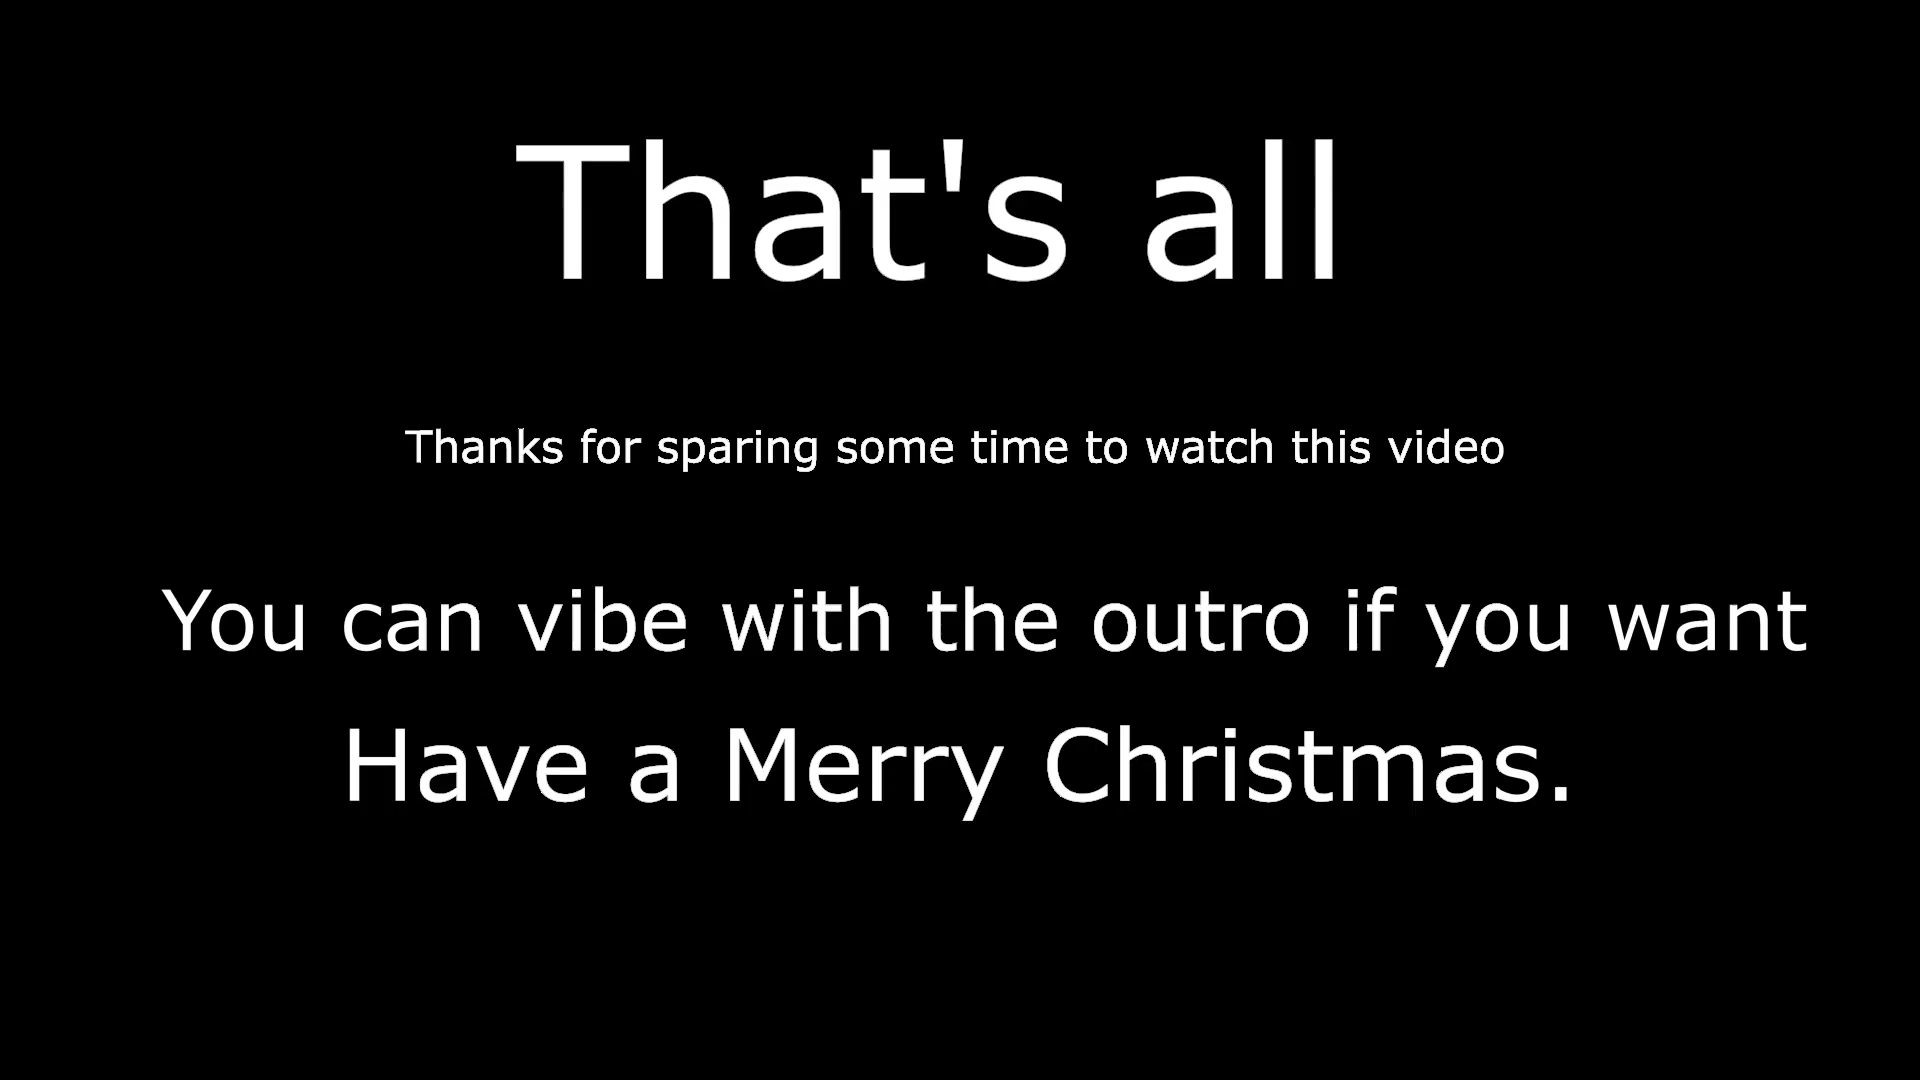 That's all
Thanks for sparing some time to watch this video
You can vibe with the outro if you want
Have a Merry Christmas.